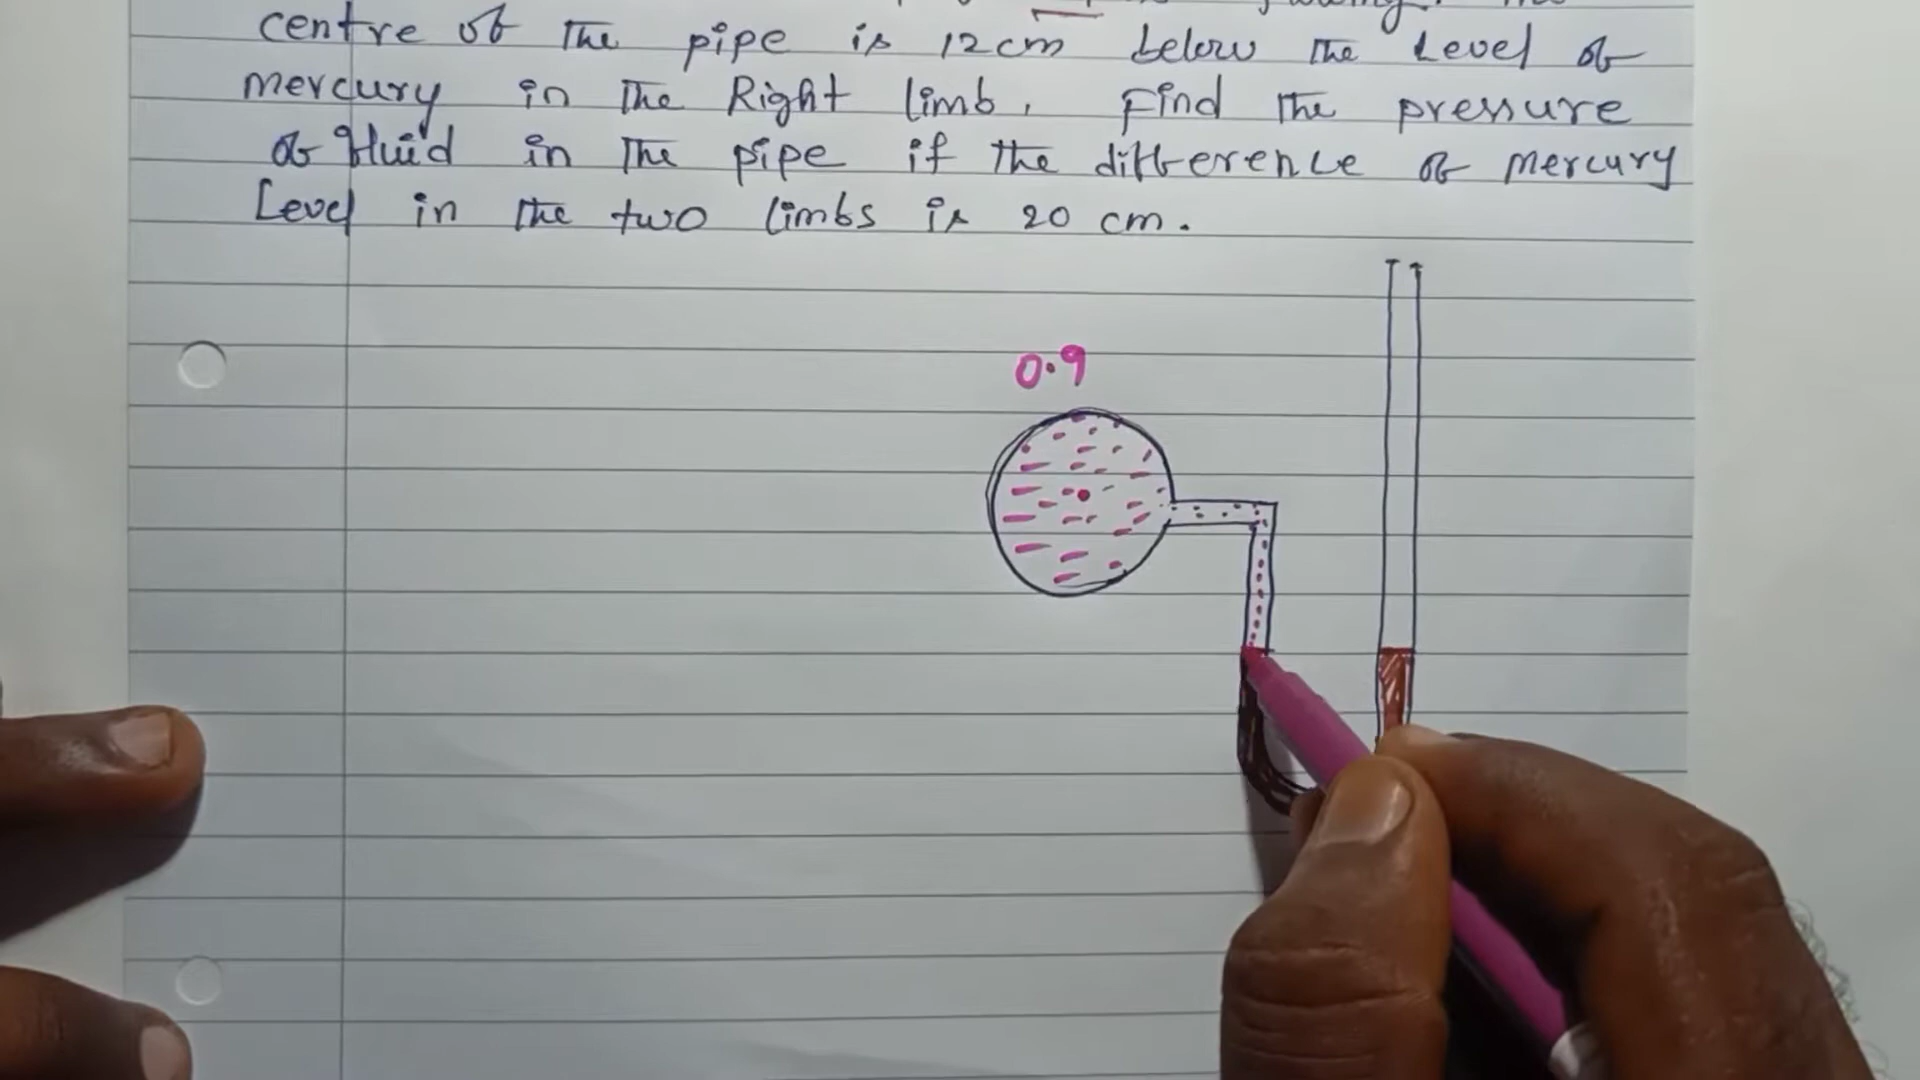 centre of the pipe is 12cm below the Level of
mercury in the Right limb, Find the pressure
of fluid in the pipe if the difference of mercury
Level in the two limbs is 20 cm.
0.9